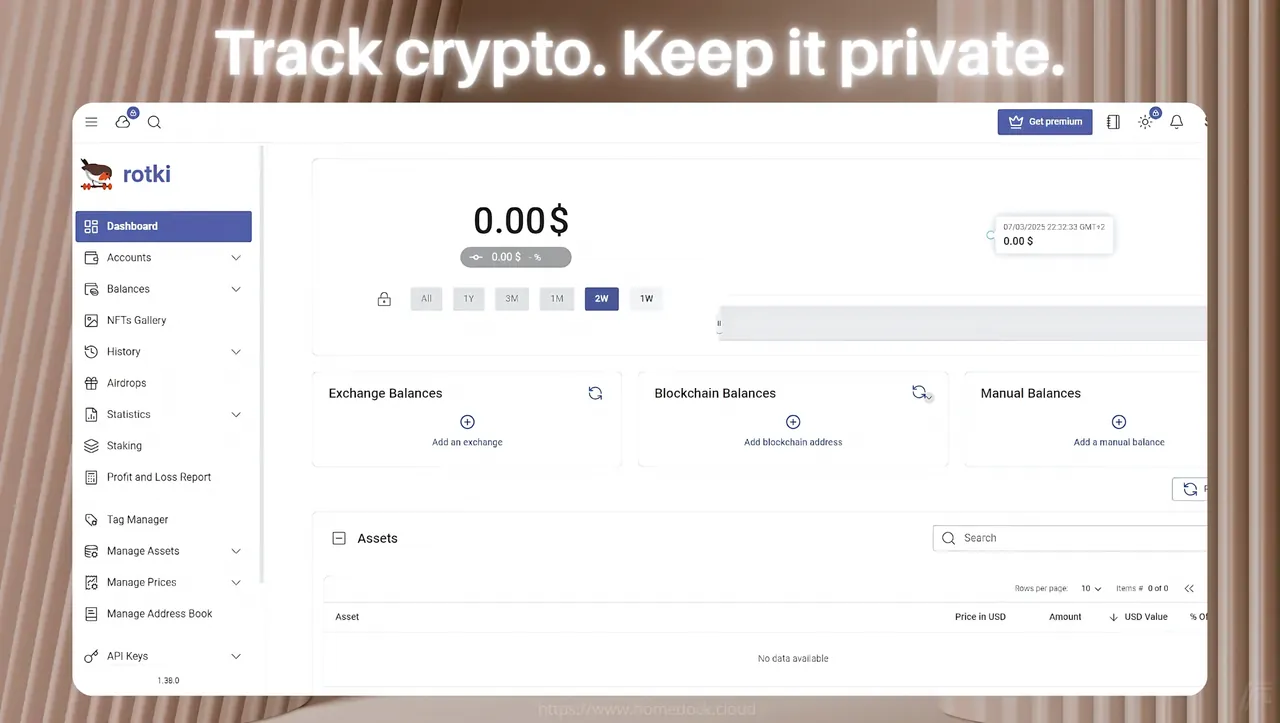 Track crypto. Keep it private.
Get premium
rotki
Dashboard
Accounts
Balances
NFTs Gallery
History
Airdrops
Statistics
Staking
Profit and Loss Report
Tag Manager
Manage Assets
Manage Prices
Manage Address Book
API Keys
1.38.0
0.00 $
0.00 $ - %
All 1Y 3M 1M 2W 1W
07/03/2025 22:32:33 GMT+2
0.00 $
Exchange Balances
Add an exchange
Blockchain Balances
Add blockchain address
Manual Balances
Add a manual balance
Assets
Search
Rows per page: 10 Items # 0 of 0
Asset Price in USD Amount USD Value % Of
No data available
https://www.homedock.cloud